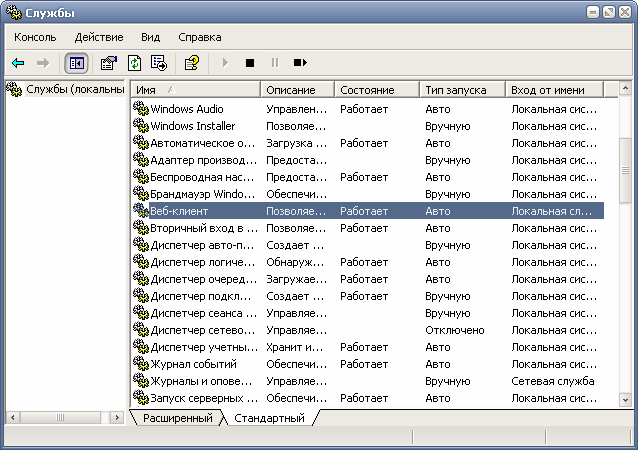 Службы
Консоль Действие Вид Справка
Службы (локальны
Имя Описание Состояние Тип запуска Вход от имени
Windows Audio Управлен... Работает Авто Локальная сис...
Windows Installer Позволяе... Вручную Локальная сис...
Автоматическое о... Загрузка ... Работает Авто Локальная сис...
Адаптер производ... Предоста... Вручную Локальная сис...
Беспроводная нас... Предоста... Работает Авто Локальная сис...
Брандмауэр Windo... Обеспечи... Вручную Локальная сис...
Веб-клиент Позволяе... Работает Авто Локальная сл...
Вторичный вход в ... Позволяе... Работает Авто Локальная сис...
Диспетчер авто-п... Создает ... Вручную Локальная сис...
Диспетчер логиче... Обнаруж... Работает Авто Локальная сис...
Диспетчер очеред... Загружае... Работает Авто Локальная сис...
Диспетчер подкл... Создает ... Работает Вручную Локальная сис...
Диспетчер сеанса ... Управляе... Вручную Локальная сис...
Диспетчер сетево... Управляе... Отключено Локальная сис...
Диспетчер учетны... Хранит и... Работает Авто Локальная сис...
Журнал событий Обеспечи... Работает Авто Локальная сис...
Журналы и опове... Управляе... Вручную Сетевая служба
Запуск серверных ... Обеспечи... Работает Авто Локальная сис...
Расширенный Стандартный